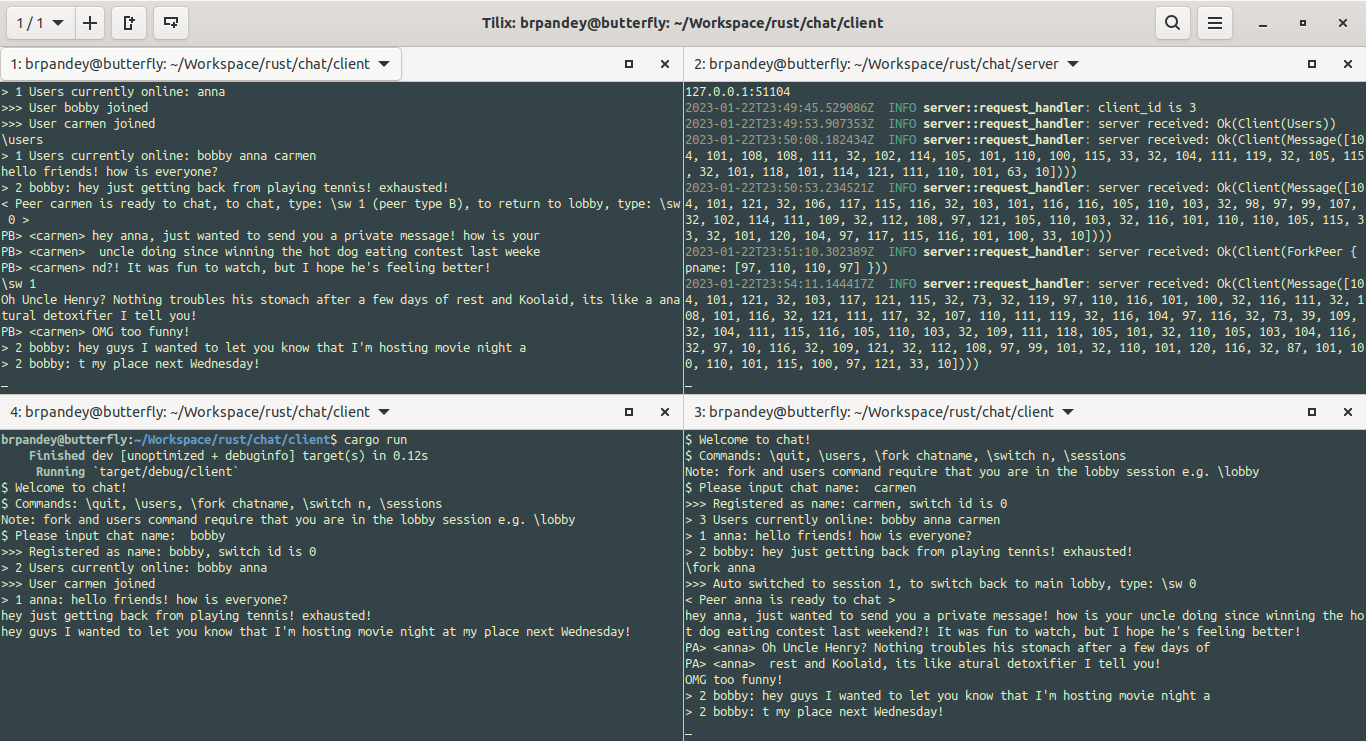 1 / 1
Tilix: brpandey@butterfly: ~/Workspace/rust/chat/client
1: brpandey@butterfly: ~/Workspace/rust/chat/client
> 1 Users currently online: anna
>>> User bobby joined
>>> User carmen joined
\users
> 1 Users currently online: bobby anna carmen
hello friends! how is everyone?
> 2 bobby: hey just getting back from playing tennis! exhausted!
< Peer carmen is ready to chat, to chat, type: \sw 1 (peer type B), to return to lobby, type: \sw
 0 >
PB> <carmen> hey anna, just wanted to send you a private message! how is your
PB> <carmen>  uncle doing since winning the hot dog eating contest last weeke
PB> <carmen> nd?! It was fun to watch, but I hope he's feeling better!
\sw 1
Oh Uncle Henry? Nothing troubles his stomach after a few days of rest and Koolaid, its like a ana
tural detoxifier I tell you!
PB> <carmen> OMG too funny!
> 2 bobby: hey guys I wanted to let you know that I'm hosting movie night a
> 2 bobby: t my place next Wednesday!
2: brpandey@butterfly: ~/Workspace/rust/chat/server
127.0.0.1:51104
2023-01-22T23:49:45.529086Z  INFO server::request_handler: client_id is 3
2023-01-22T23:49:53.907353Z  INFO server::request_handler: server received: Ok(Client(Users))
2023-01-22T23:50:08.182434Z  INFO server::request_handler: server received: Ok(Client(Message([10
4, 101, 108, 108, 111, 32, 102, 114, 105, 101, 110, 100, 115, 33, 32, 104, 111, 119, 32, 105, 115
, 32, 101, 118, 101, 114, 121, 111, 110, 101, 63, 10])))
2023-01-22T23:50:53.234521Z  INFO server::request_handler: server received: Ok(Client(Message([10
4, 101, 121, 32, 106, 117, 115, 116, 32, 103, 101, 116, 116, 105, 110, 103, 32, 98, 97, 99, 107,
32, 102, 114, 111, 109, 32, 112, 108, 97, 121, 105, 110, 103, 32, 116, 101, 110, 110, 105, 115, 3
3, 32, 101, 120, 104, 97, 117, 115, 116, 101, 100, 33, 10])))
2023-01-22T23:51:10.302389Z  INFO server::request_handler: server received: Ok(Client(ForkPeer {
pname: [97, 110, 110, 97] }))
2023-01-22T23:54:11.144417Z  INFO server::request_handler: server received: Ok(Client(Message([10
4, 101, 121, 32, 103, 117, 121, 115, 32, 73, 32, 119, 97, 110, 116, 101, 100, 32, 116, 111, 32, 1
08, 101, 116, 32, 121, 111, 117, 32, 107, 110, 111, 119, 32, 116, 104, 97, 116, 32, 73, 39, 109,
32, 104, 111, 115, 116, 105, 110, 103, 32, 109, 111, 118, 105, 101, 32, 110, 105, 103, 104, 116,
32, 97, 10, 116, 32, 109, 121, 32, 112, 108, 97, 99, 101, 32, 110, 101, 120, 116, 32, 87, 101, 10
0, 110, 101, 115, 100, 97, 121, 33, 10])))
4: brpandey@butterfly: ~/Workspace/rust/chat/client
brpandey@butterfly:~/Workspace/rust/chat/client$ cargo run
    Finished dev [unoptimized + debuginfo] target(s) in 0.12s
     Running `target/debug/client`
$ Welcome to chat!
$ Commands: \quit, \users, \fork chatname, \switch n, \sessions
Note: fork and users command require that you are in the lobby session e.g. \lobby
$ Please input chat name:  bobby
>>> Registered as name: bobby, switch id is 0
> 2 Users currently online: bobby anna
>>> User carmen joined
> 1 anna: hello friends! how is everyone?
hey just getting back from playing tennis! exhausted!
hey guys I wanted to let you know that I'm hosting movie night at my place next Wednesday!
3: brpandey@butterfly: ~/Workspace/rust/chat/client
$ Welcome to chat!
$ Commands: \quit, \users, \fork chatname, \switch n, \sessions
Note: fork and users command require that you are in the lobby session e.g. \lobby
$ Please input chat name:  carmen
>>> Registered as name: carmen, switch id is 0
> 3 Users currently online: bobby anna carmen
> 1 anna: hello friends! how is everyone?
> 2 bobby: hey just getting back from playing tennis! exhausted!
\fork anna
>>> Auto switched to session 1, to switch back to main lobby, type: \sw 0
< Peer anna is ready to chat >
hey anna, just wanted to send you a private message! how is your uncle doing since winning the ho
t dog eating contest last weekend?! It was fun to watch, but I hope he's feeling better!
PA> <anna> Oh Uncle Henry? Nothing troubles his stomach after a few days of
PA> <anna>  rest and Koolaid, its like atural detoxifier I tell you!
OMG too funny!
> 2 bobby: hey guys I wanted to let you know that I'm hosting movie night a
> 2 bobby: t my place next Wednesday!